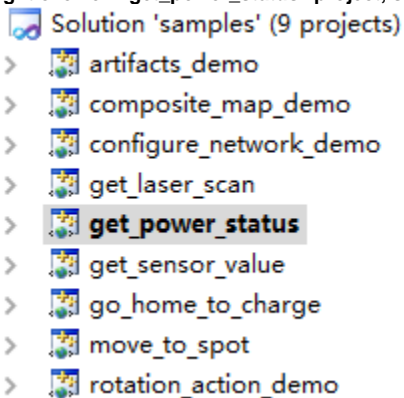 Solution 'samples' (9 projects)
artifacts_demo
composite_map_demo
configure_network_demo
get_laser_scan
get_power_status
get_sensor_value
go_home_to_charge
move_to_spot
rotation_action_demo